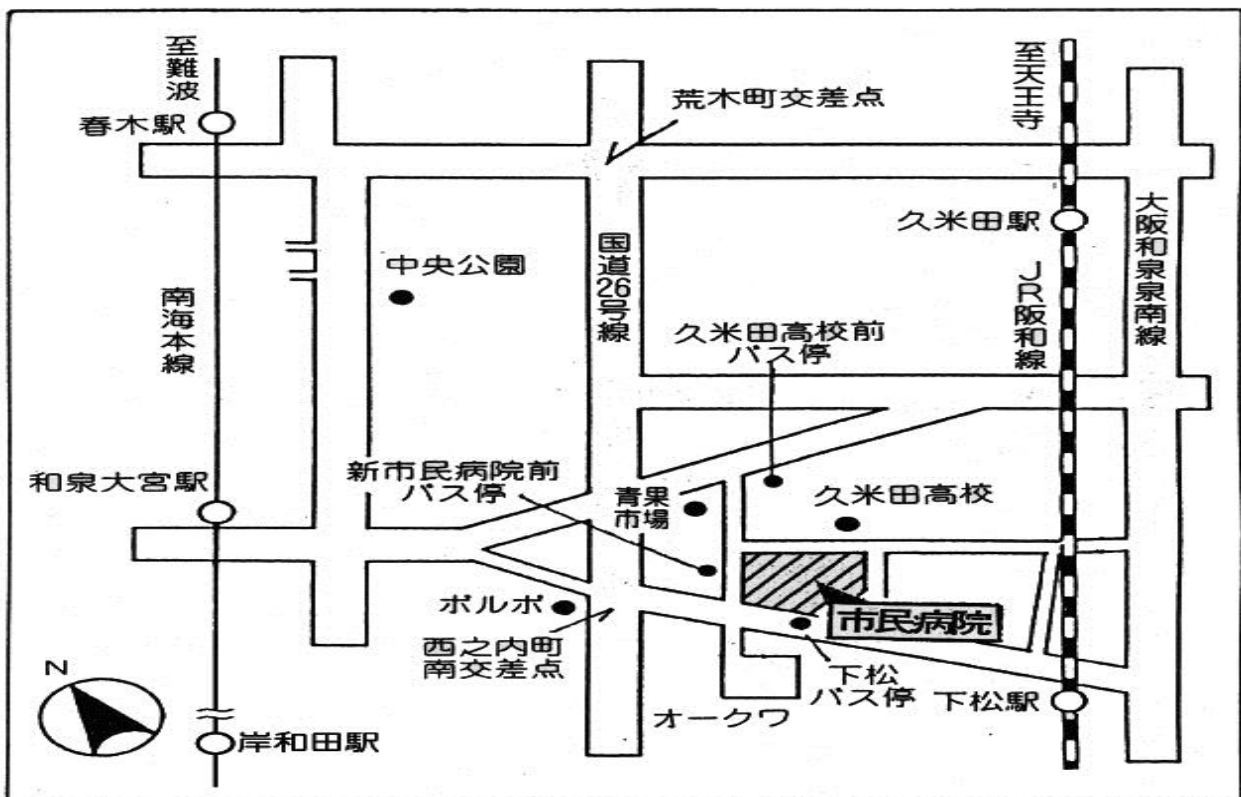 至難波
春木駅
荒木町交差点
至天王寺
久米田駅
大阪和泉泉南線
国道26号線
中央公園
JR阪和線
南海本線
久米田高校前
バス停
新市民病院前
バス停
和泉大宮駅
青果
市場
久米田高校
ボルボ
市民病院
西之内町
南交差点
下松
バス停
下松駅
オークワ
N
岸和田駅